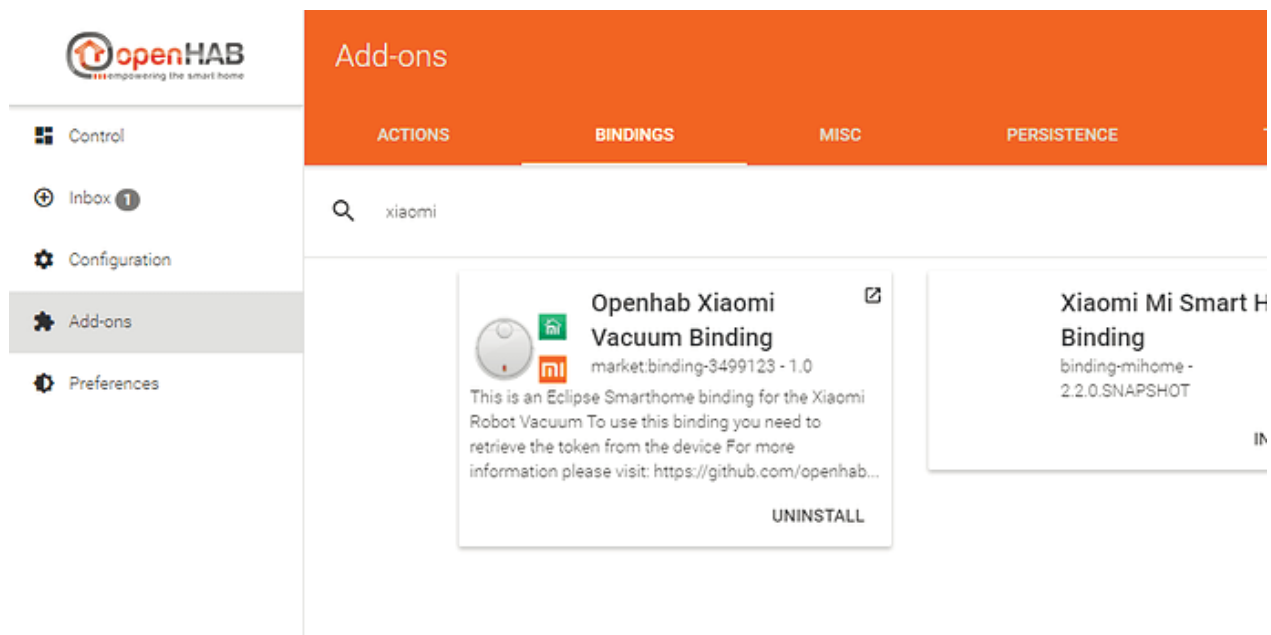 openHAB
empowering the smart home
Add-ons
ACTIONS
BINDINGS
MISC
PERSISTENCE
Control
Inbox 1
Configuration
Add-ons
Preferences
xiaomi
Openhab Xiaomi
Vacuum Binding
market:binding-3499123 - 1.0
This is an Eclipse Smarthome binding for the Xiaomi
Robot Vacuum To use this binding you need to
retrieve the token from the device For more
information please visit: https://github.com/openhab...
UNINSTALL
Xiaomi Mi Smart H
Binding
binding-mihome -
2.2.0.SNAPSHOT
IN